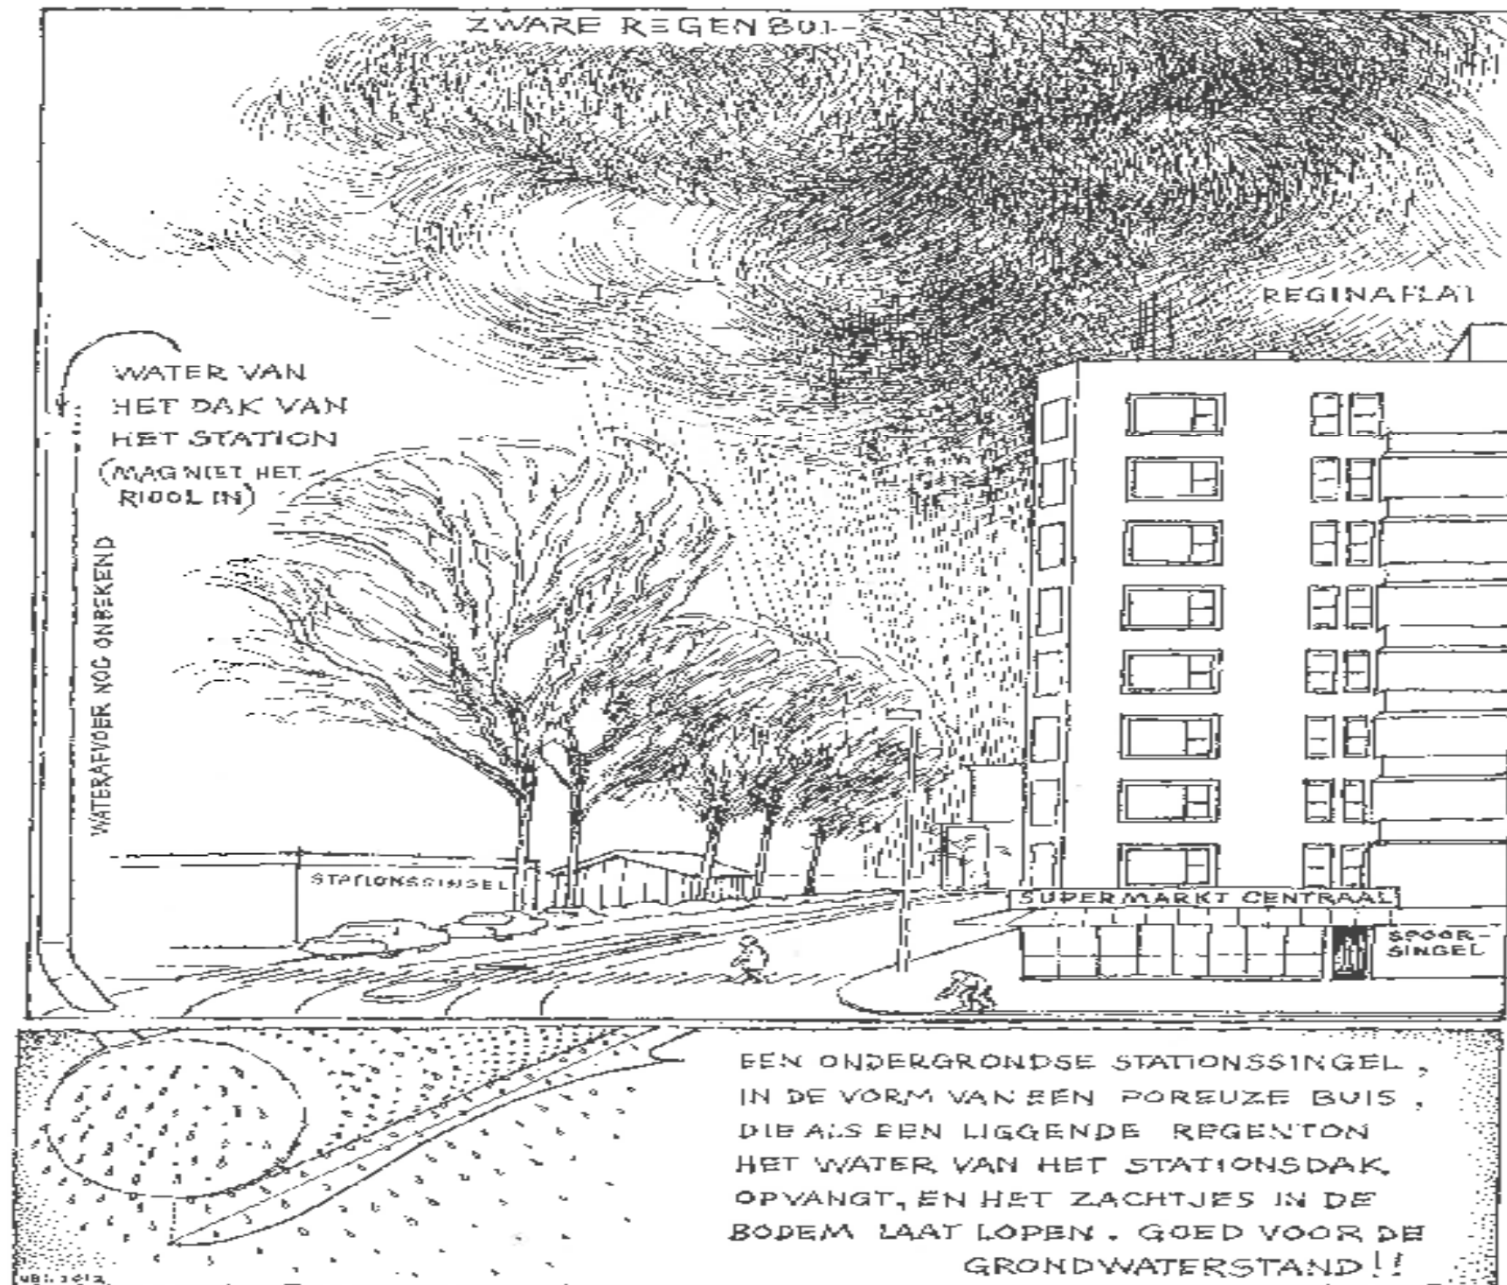 ZWARE REGENBUI-
REGINAFLAT
WATER VAN
HET DAK VAN
HET STATION
(MAG NIET HET
RIOOL IN)
WATERAFVOER NOG ONBEKEND
STATIONSSINGEL
SUPERMARKT CENTRAAL
SPOOR-
SINGEL
EEN ONDERGRONDSE STATIONSSINGEL,
IN DE VORM VAN EEN POREUZE BUIS,
DIE ALS EEN LIGGENDE REGENTON
HET WATER VAN HET STATIONSDAK
OPVANGT, EN HET ZACHTJES IN DE
BODEM LAAT LOPEN. GOED VOOR DE
GRONDWATERSTAND!!